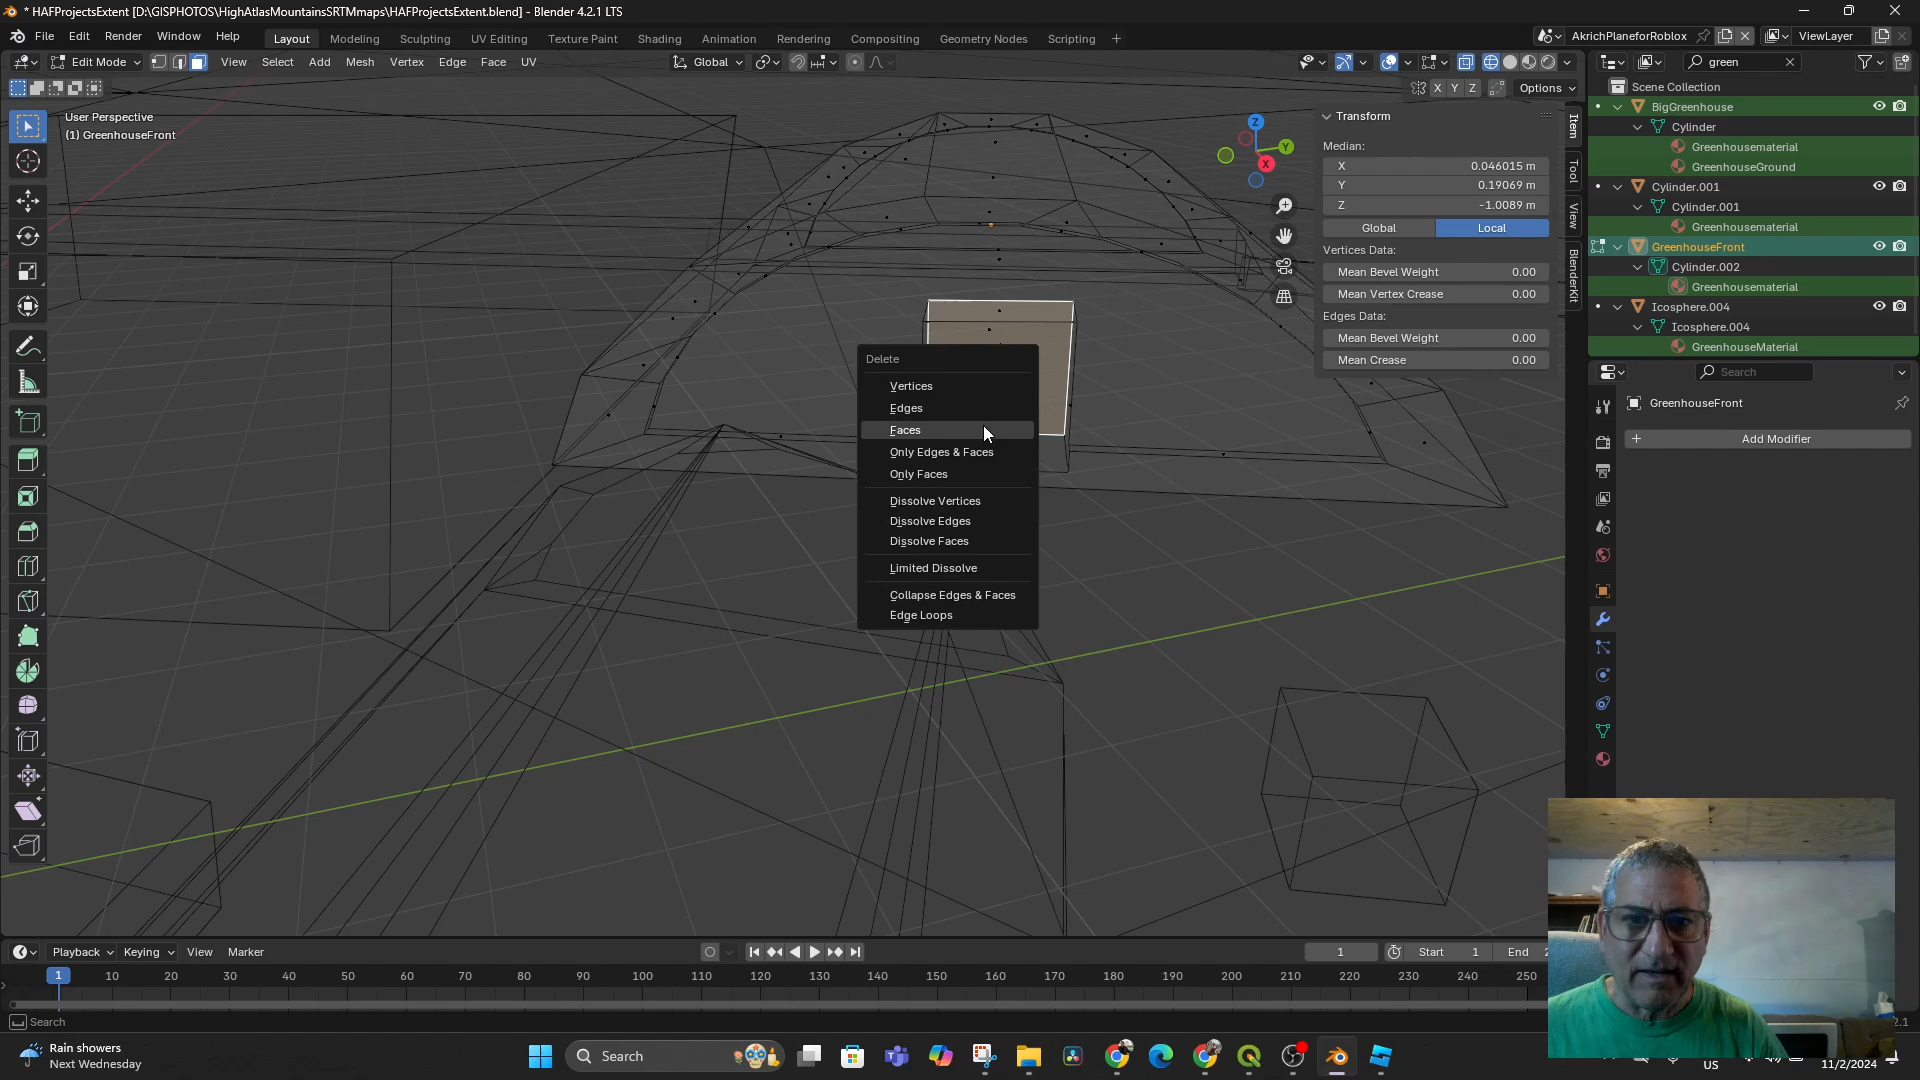 * HAFProjectsExtent [D:\GISPHOTOS\HighAtlasMountainsSRTMmaps\HAFProjectsExtent.blend] - Blender 4.2.1 LTS
File Edit Render Window Help Layout Modeling Sculpting UV Editing Texture Paint Shading Animation Rendering Compositing Geometry Nodes Scripting + AkrichPlaneforRoblox ViewLayer
Edit Mode View Select Add Mesh Vertex Edge Face UV Global green
X Y Z Options
User Perspective
(1) GreenhouseFront
Z
Y
X
Transform
Median:
X 0.046015 m
Y 0.19069 m
Z -1.0089 m
Global Local
Vertices Data:
Mean Bevel Weight 0.00
Mean Vertex Crease 0.00
Edges Data:
Mean Bevel Weight 0.00
Mean Crease 0.00
Item
Tool
View
BlenderKit
Scene Collection
BigGreenhouse
Cylinder
Greenhousematerial
GreenhouseGround
Cylinder.001
Cylinder.001
Greenhousematerial
GreenhouseFront
Cylinder.002
Greenhousematerial
Icosphere.004
Icosphere.004
GreenhouseMaterial
Search
GreenhouseFront
+ Add Modifier
Delete
Vertices
Edges
Faces
Only Edges & Faces
Only Faces
Dissolve Vertices
Dissolve Edges
Dissolve Faces
Limited Dissolve
Collapse Edges & Faces
Edge Loops
Playback Keying View Marker 1 Start 1 End
1 10 20 30 40 50 60 70 80 90 100 110 120 130 140 150 160 170 180 190 200 210 220 230 240 250
Search
Rain showers
Next Wednesday
Search
US
11/2/2024